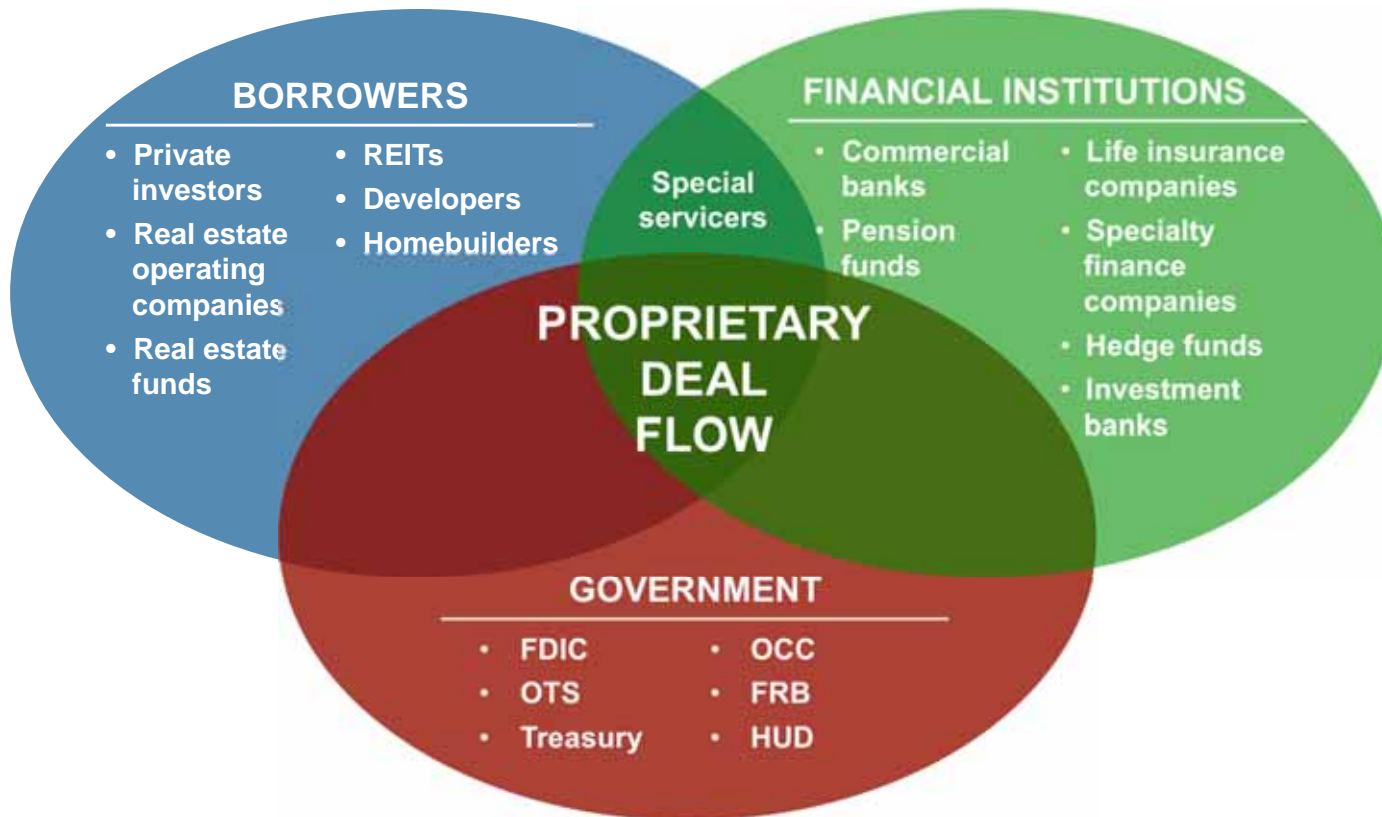 BORROWERS
• Private
investors
• Real estate
operating
companies
• Real estate
funds
• REITs
• Developers
• Homebuilders
Special
servicers
FINANCIAL INSTITUTIONS
• Commercial
banks
• Pension
funds
• Life insurance
companies
• Specialty
finance
companies
• Hedge funds
• Investment
banks
PROPRIETARY
DEAL
FLOW
GOVERNMENT
• FDIC
• OTS
• Treasury
• OCC
• FRB
• HUD